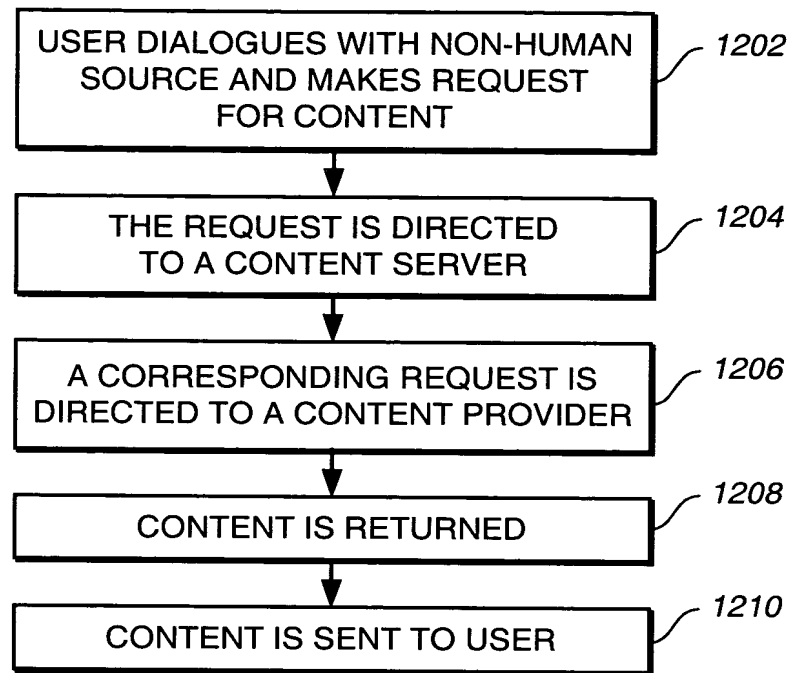 USER DIALOGUES WITH NON-HUMAN
SOURCE AND MAKES REQUEST
FOR CONTENT
1202
THE REQUEST IS DIRECTED
TO A CONTENT SERVER
1204
A CORRESPONDING REQUEST IS
DIRECTED TO A CONTENT PROVIDER
1206
CONTENT IS RETURNED
1208
CONTENT IS SENT TO USER
1210